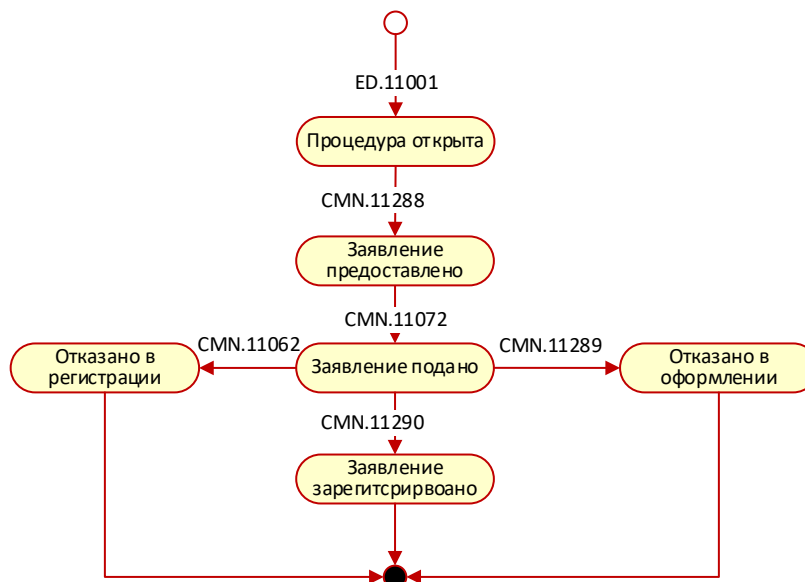 ED.11001
Процедура открыта
CMN.11288
Заявление
предоставлено
CMN.11072
CMN.11062
CMN.11289
Отказано в
регистрации
Заявление подано
Отказано в
оформлении
CMN.11290
Заявление
зарегитсрирвоано